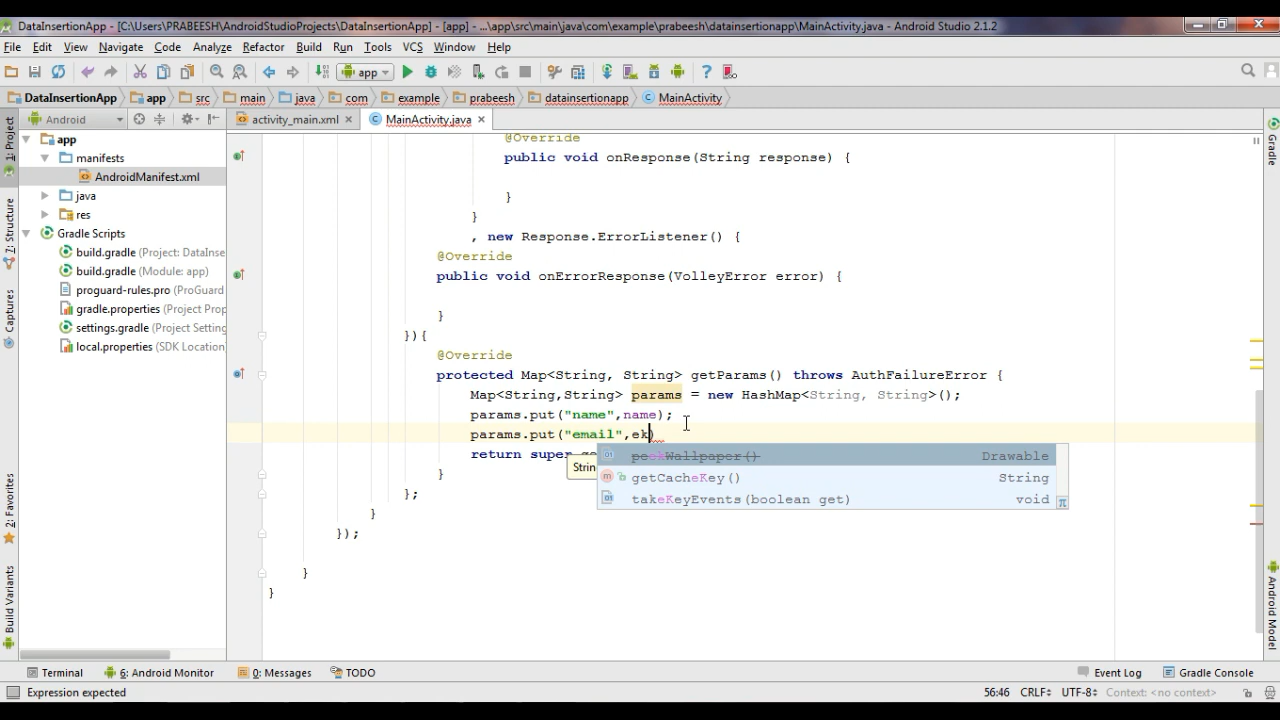 DataInsertionApp - [C:\Users\PRABEESH\AndroidStudioProjects\DataInsertionApp] - [app] - ...\app\src\main\java\com\example\prabeesh\datainsertionapp\MainActivity.java - Android Studio 2.1.2
File Edit View Navigate Code Analyze Refactor Build Run Tools VCS Window Help
app
DataInsertionApp app src main java com example prabeesh datainsertionapp MainActivity
Android activity_main.xml MainActivity.java
1: Project
7: Structure
Captures
2: Favorites
Build Variants
app
manifests
AndroidManifest.xml
java
res
Gradle Scripts
build.gradle (Project: DataInse
build.gradle (Module: app)
proguard-rules.pro (ProGuard
gradle.properties (Project Prop
settings.gradle (Project Setting
local.properties (SDK Location)
@Override
public void onResponse(String response) {
}
}
, new Response.ErrorListener() {
@Override
public void onErrorResponse(VolleyError error) {
}
}){
@Override
protected Map<String, String> getParams() throws AuthFailureError {
Map<String,String> params = new HashMap<String, String>();
params.put("name",name);
params.put("email",ek)
return super.ge
Strin
peekWallpaper() Drawable
getCacheKey() String
takeKeyEvents(boolean get) void
}
};
}
});
}
}
Gradle
Android Model
Terminal 6: Android Monitor 0: Messages TODO Event Log Gradle Console
Expression expected 56:46 CRLF UTF-8 Context: <no context>